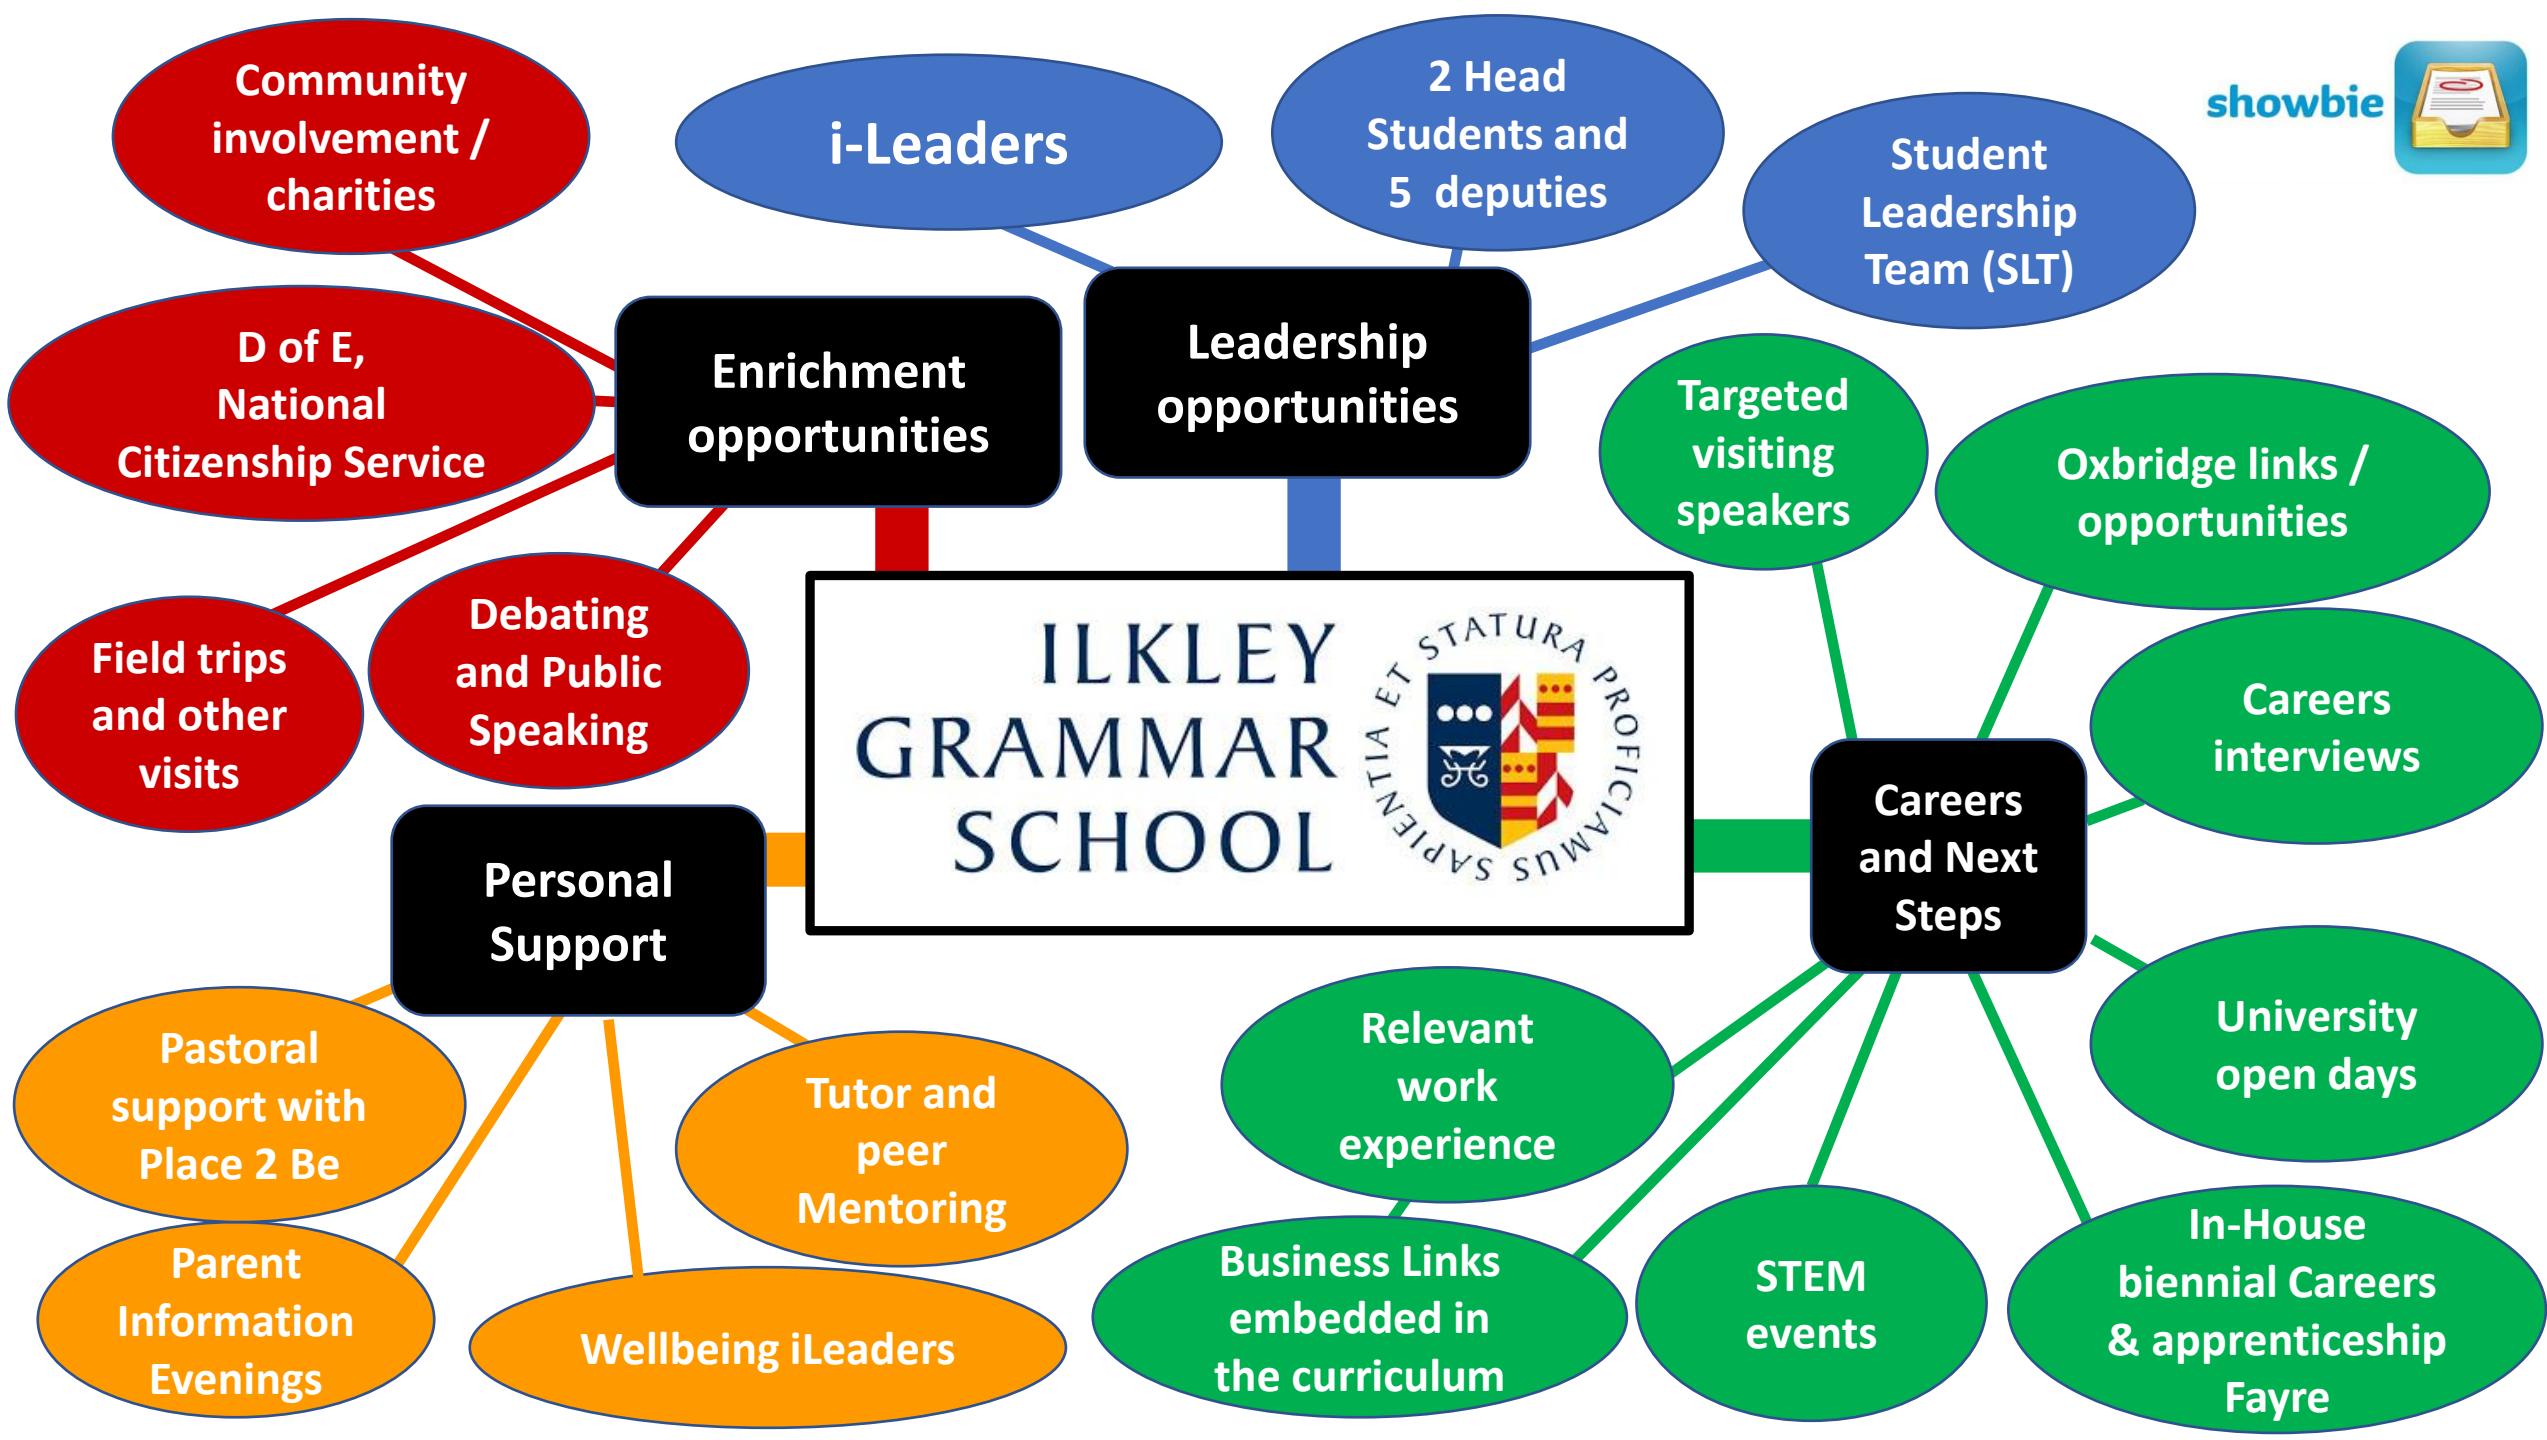 Community
involvement /
charities
i-Leaders
2 Head
Students and
5 deputies
Student
Leadership
Team (SLT)
showbie
D of E,
National
Citizenship Service
Enrichment
opportunities
Leadership
opportunities
Targeted
visiting
speakers
Oxbridge links /
opportunities
Field trips
and other
visits
Debating
and Public
Speaking
ILKLEY
GRAMMAR
SCHOOL
SAPIENTIA ET STATURA PROFICIAMUS
Careers
interviews
Careers
and Next
Steps
Personal
Support
University
open days
Pastoral
support with
Place 2 Be
Tutor and
peer
Mentoring
Relevant
work
experience
Parent
Information
Evenings
Wellbeing iLeaders
Business Links
embedded in
the curriculum
STEM
events
In-House
biennial Careers
& apprenticeship
Fayre